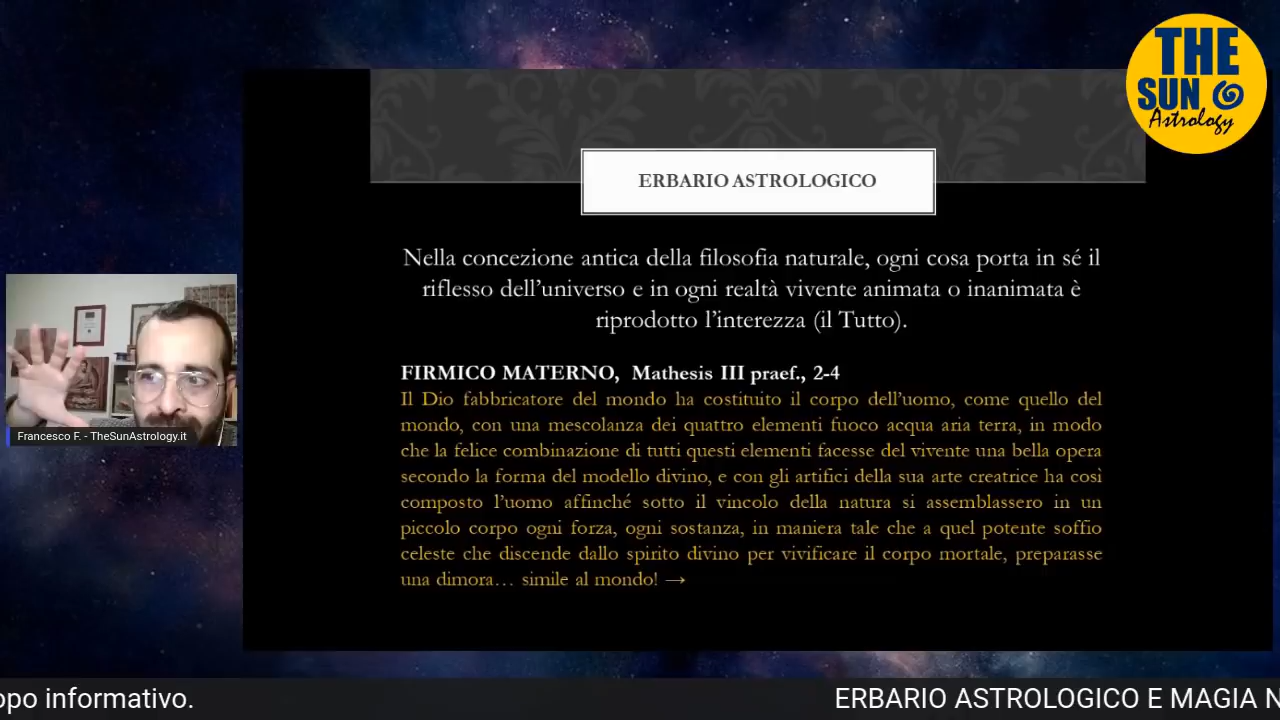 THE
SUN
Astrology
ERBARIO ASTROLOGICO
Nella concezione antica della filosofia naturale, ogni cosa porta in sé il
riflesso dell'universo e in ogni realtà vivente animata o inanimata è
riprodotto l'interezza (il Tutto).
FIRMICO MATERNO, Mathesis III praef., 2-4
Il Dio fabbricatore del mondo ha costituito il corpo dell'uomo, come quello del
mondo, con una mescolanza dei quattro elementi fuoco acqua aria terra, in modo
che la felice combinazione di tutti questi elementi facesse del vivente una bella opera
secondo la forma del modello divino, e con gli artifici della sua arte creatrice ha così
composto l'uomo affinché sotto il vincolo della natura si assemblassero in un
piccolo corpo ogni forza, ogni sostanza, in maniera tale che a quel potente soffio
celeste che discende dallo spirito divino per vivificare il corpo mortale, preparasse
una dimora… simile al mondo! →
Francesco F. - TheSunAstrology.it
opo informativo.
ERBARIO ASTROLOGICO E MAGIA N